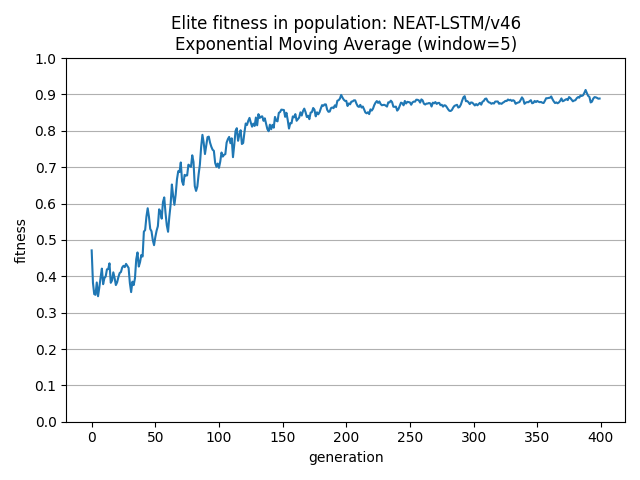 Elite fitness in population: NEAT-LSTM/v46
Exponential Moving Average (window=5)
1.0
0.9
0.8
0.7
0.6
0.5
0.4
0.3
0.2
0.1
0.0
fitness
0 50 100 150 200 250 300 350 400
generation